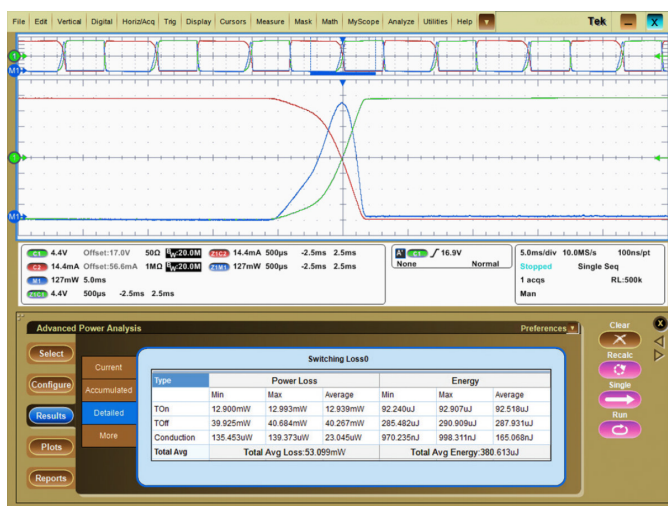 File Edit Vertical Digital Horiz/Acq Trig Display Cursors Measure Mask Math MyScope Analyze Utilities Help Tek X
1
M1
1
M1
C1 4.4V Offset:17.0V 50Ω BW:20.0M Z1C2 14.4mA 500µs -2.5ms 2.5ms
C2 14.4mA Offset:56.6mA 1MΩ BW:20.0M Z1M1 127mW 500µs -2.5ms 2.5ms
M1 127mW 5.0ms
Z1C1 4.4V 500µs -2.5ms 2.5ms
A' C1 16.9V
None Normal
5.0ms/div 10.0MS/s 100ns/pt
Stopped Single Seq
1 acqs RL:500k
Man
Advanced Power Analysis Preferences
Clear X
Recalc
Single
Run
Select
Configure
Results
Plots
Reports
Current
Accumulated
Detailed
More
Switching Loss0
Type Power Loss Energy
Min Max Average Min Max Average
TOn 12.900mW 12.993mW 12.939mW 92.240uJ 92.907uJ 92.518uJ
TOff 39.925mW 40.684mW 40.267mW 285.482uJ 290.909uJ 287.931uJ
Conduction 135.453uW 139.373uW 23.045uW 970.235nJ 998.311nJ 165.068nJ
Total Avg Total Avg Loss:53.099mW Total Avg Energy:380.613uJ